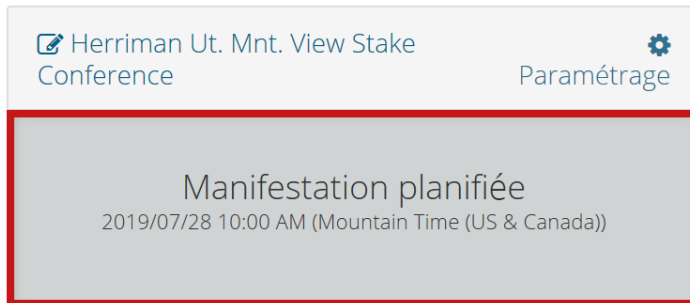 Herriman Ut. Mnt. View Stake
Conference
Paramétrage
Manifestation planifiée
2019/07/28 10:00 AM (Mountain Time (US & Canada))